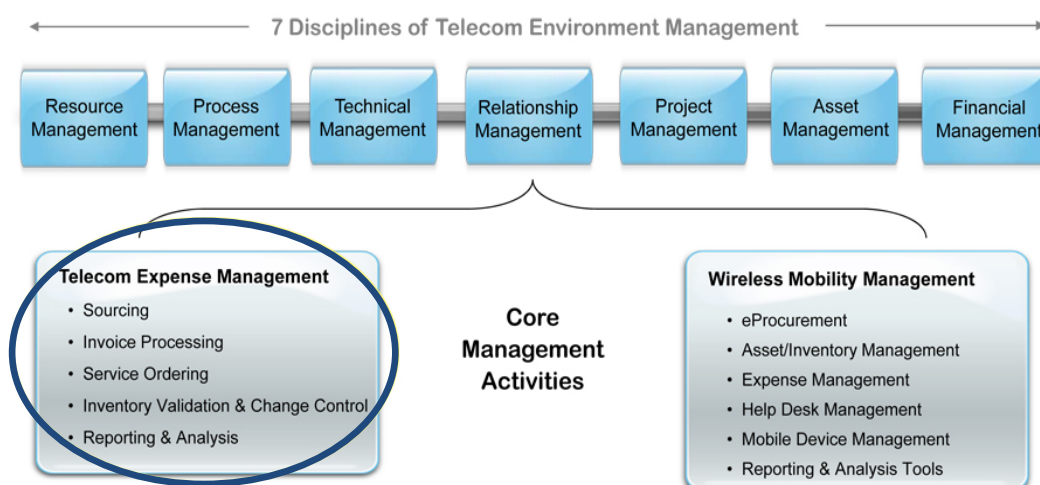 7 Disciplines of Telecom Environment Management
Resource
Management
Process
Management
Technical
Management
Relationship
Management
Project
Management
Asset
Management
Financial
Management
Telecom Expense Management
• Sourcing
• Invoice Processing
• Service Ordering
• Inventory Validation & Change Control
• Reporting & Analysis
Core
Management
Activities
Wireless Mobility Management
• eProcurement
• Asset/Inventory Management
• Expense Management
• Help Desk Management
• Mobile Device Management
• Reporting & Analysis Tools